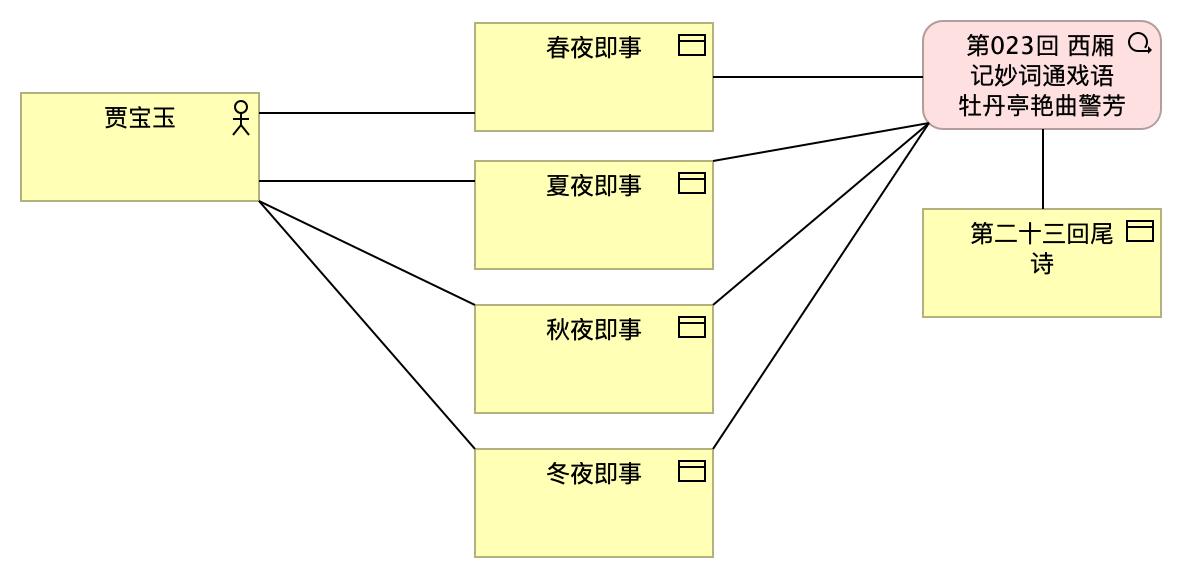 贾宝玉
春夜即事
夏夜即事
秋夜即事
冬夜即事
第023回 西厢
记妙词通戏语
牡丹亭艳曲警芳
第二十三回尾
诗